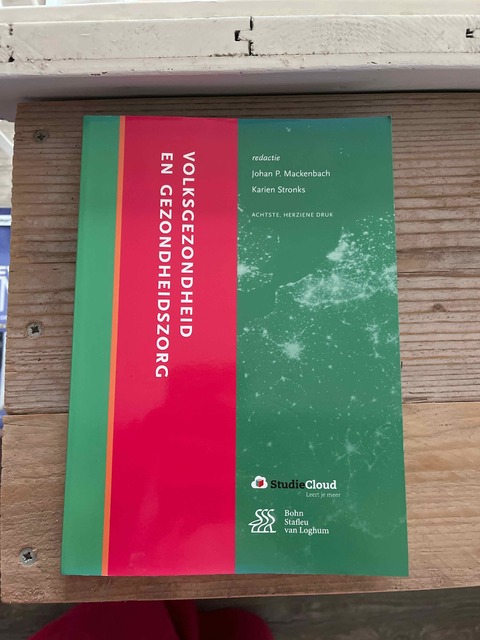 VOLKSGEZONDHEID
EN GEZONDHEIDSZORG
redactie
Johan P. Mackenbach
Karien Stronks
ACHTSTE, HERZIENE DRUK
StudieCloud
Leert je meer
Bohn
Stafleu
van Loghum